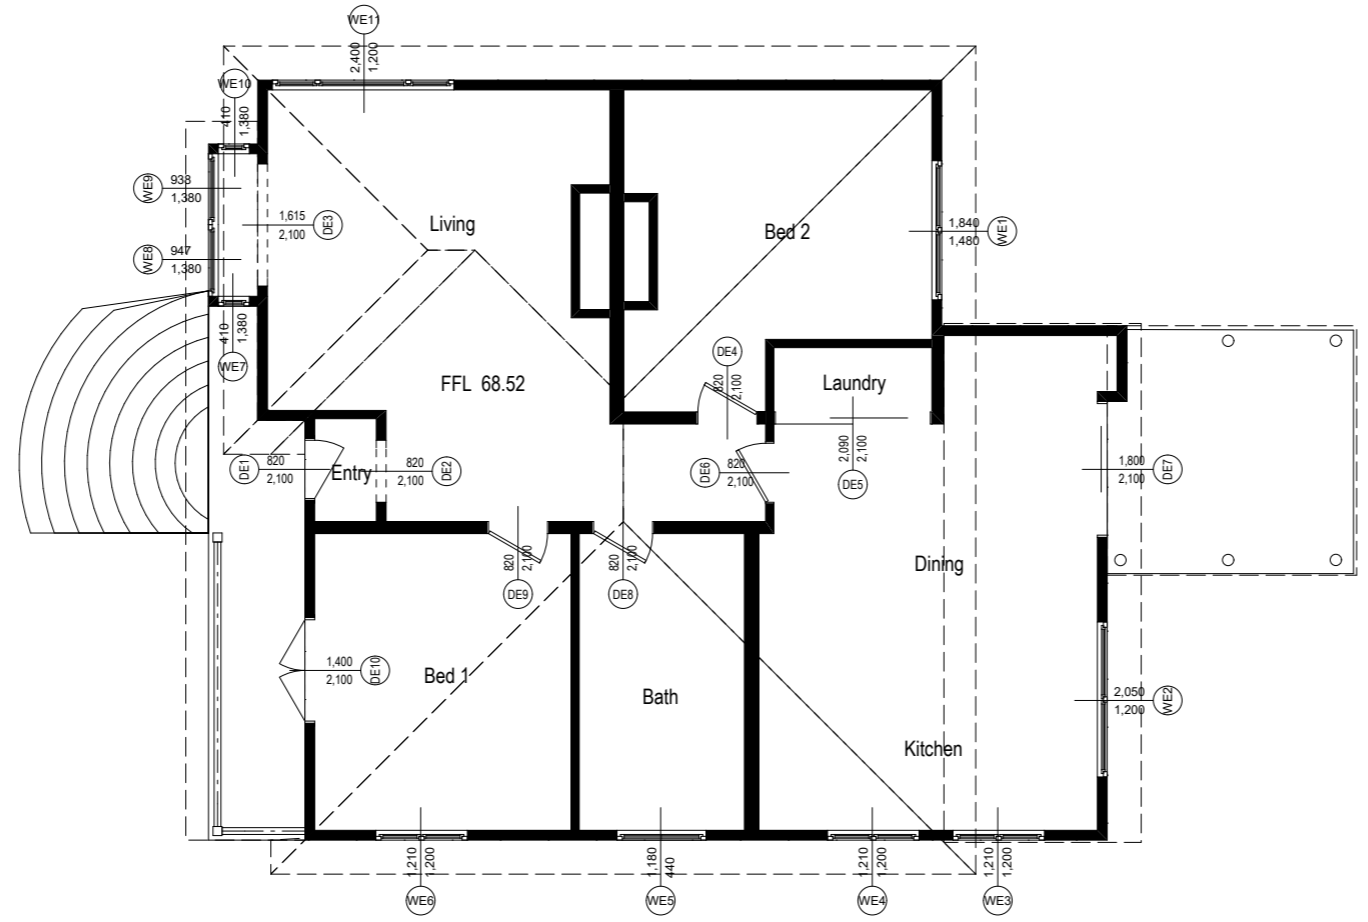 WE11
2,400
1,200
WE10
410
1,380
WE9
938
1,380
1,615
2,100
DE3
Living
Bed 2
1,840
1,480
WE1
WE8
947
1,380
410
1,380
WE7
FFL 68.52
DE4
820
2,100
Laundry
DE1
820
2,100
Entry
820
2,100
DE2
DE6
820
2,100
2,090
2,100
DE5
1,800
2,100
DE7
820
2,100
DE9
820
2,100
DE8
Dining
1,400
2,100
DE10
Bed 1
Bath
2,050
1,200
WE2
Kitchen
1,210
1,200
WE6
1,180
440
WE5
1,210
1,200
WE4
1,210
1,200
WE3